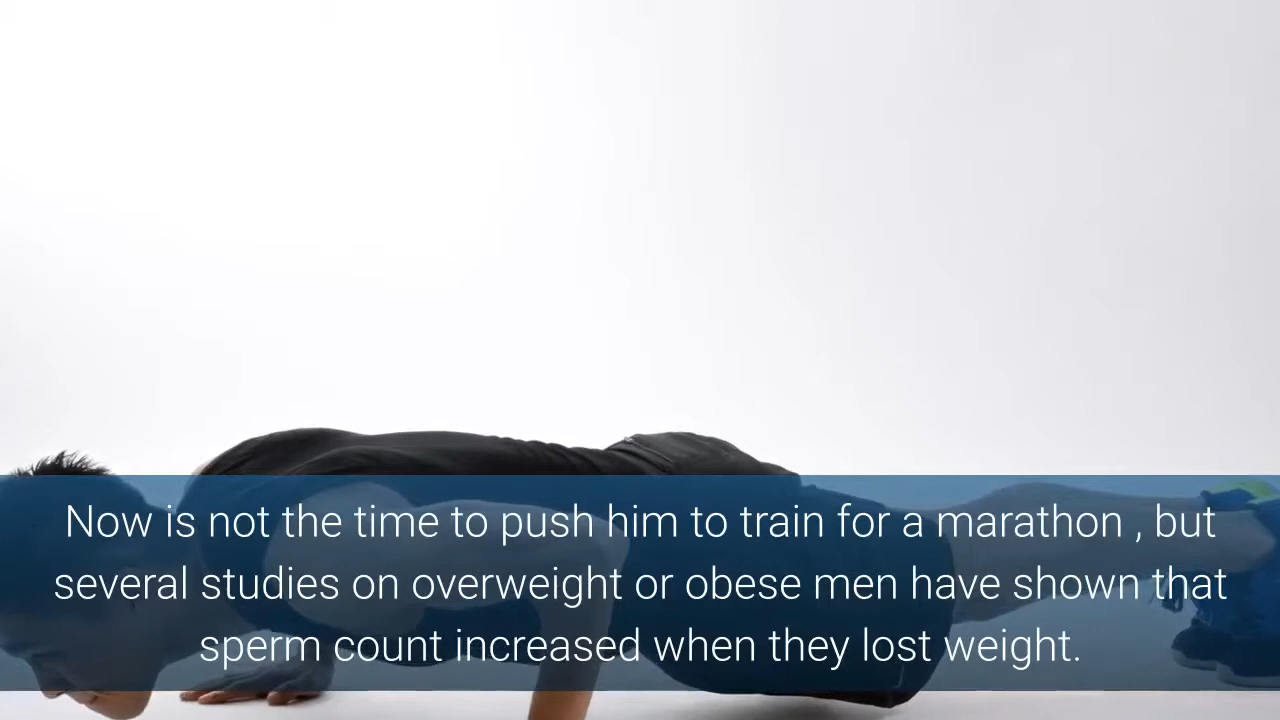 Now is not the time to push him to train for a marathon , but
several studies on overweight or obese men have shown that
sperm count increased when they lost weight.